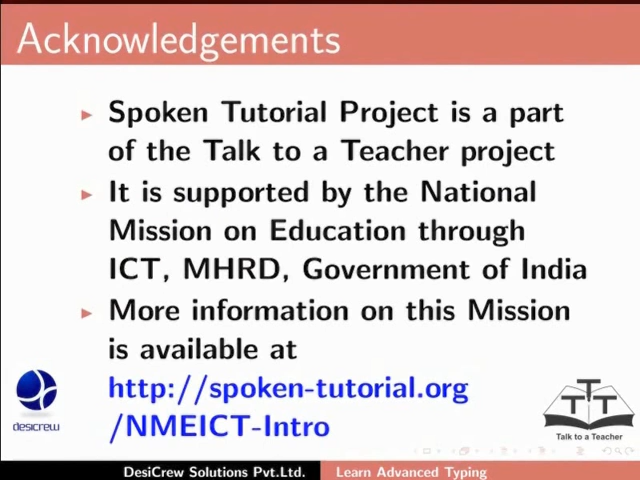 Acknowledgements
Spoken Tutorial Project is a part
of the Talk to a Teacher project
It is supported by the National
Mission on Education through
ICT, MHRD, Government of India
More information on this Mission
is available at
http://spoken-tutorial.org
/NMEICT-Intro
desicrew
TTT
Talk to a Teacher
DesiCrew Solutions Pvt.Ltd.
Learn Advanced Typing